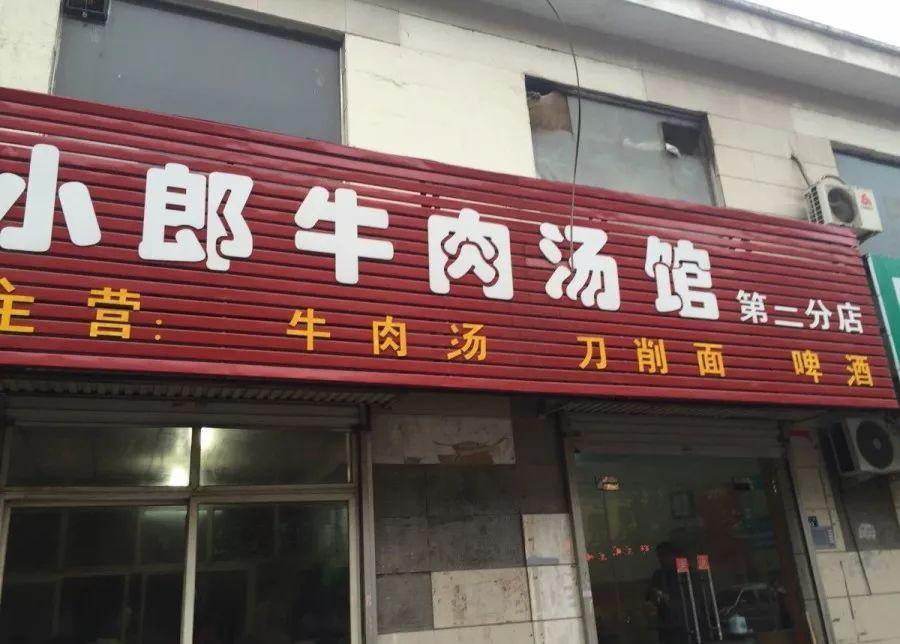 小郎牛肉汤馆 第二分店
主营: 牛肉汤 刀削面 啤酒